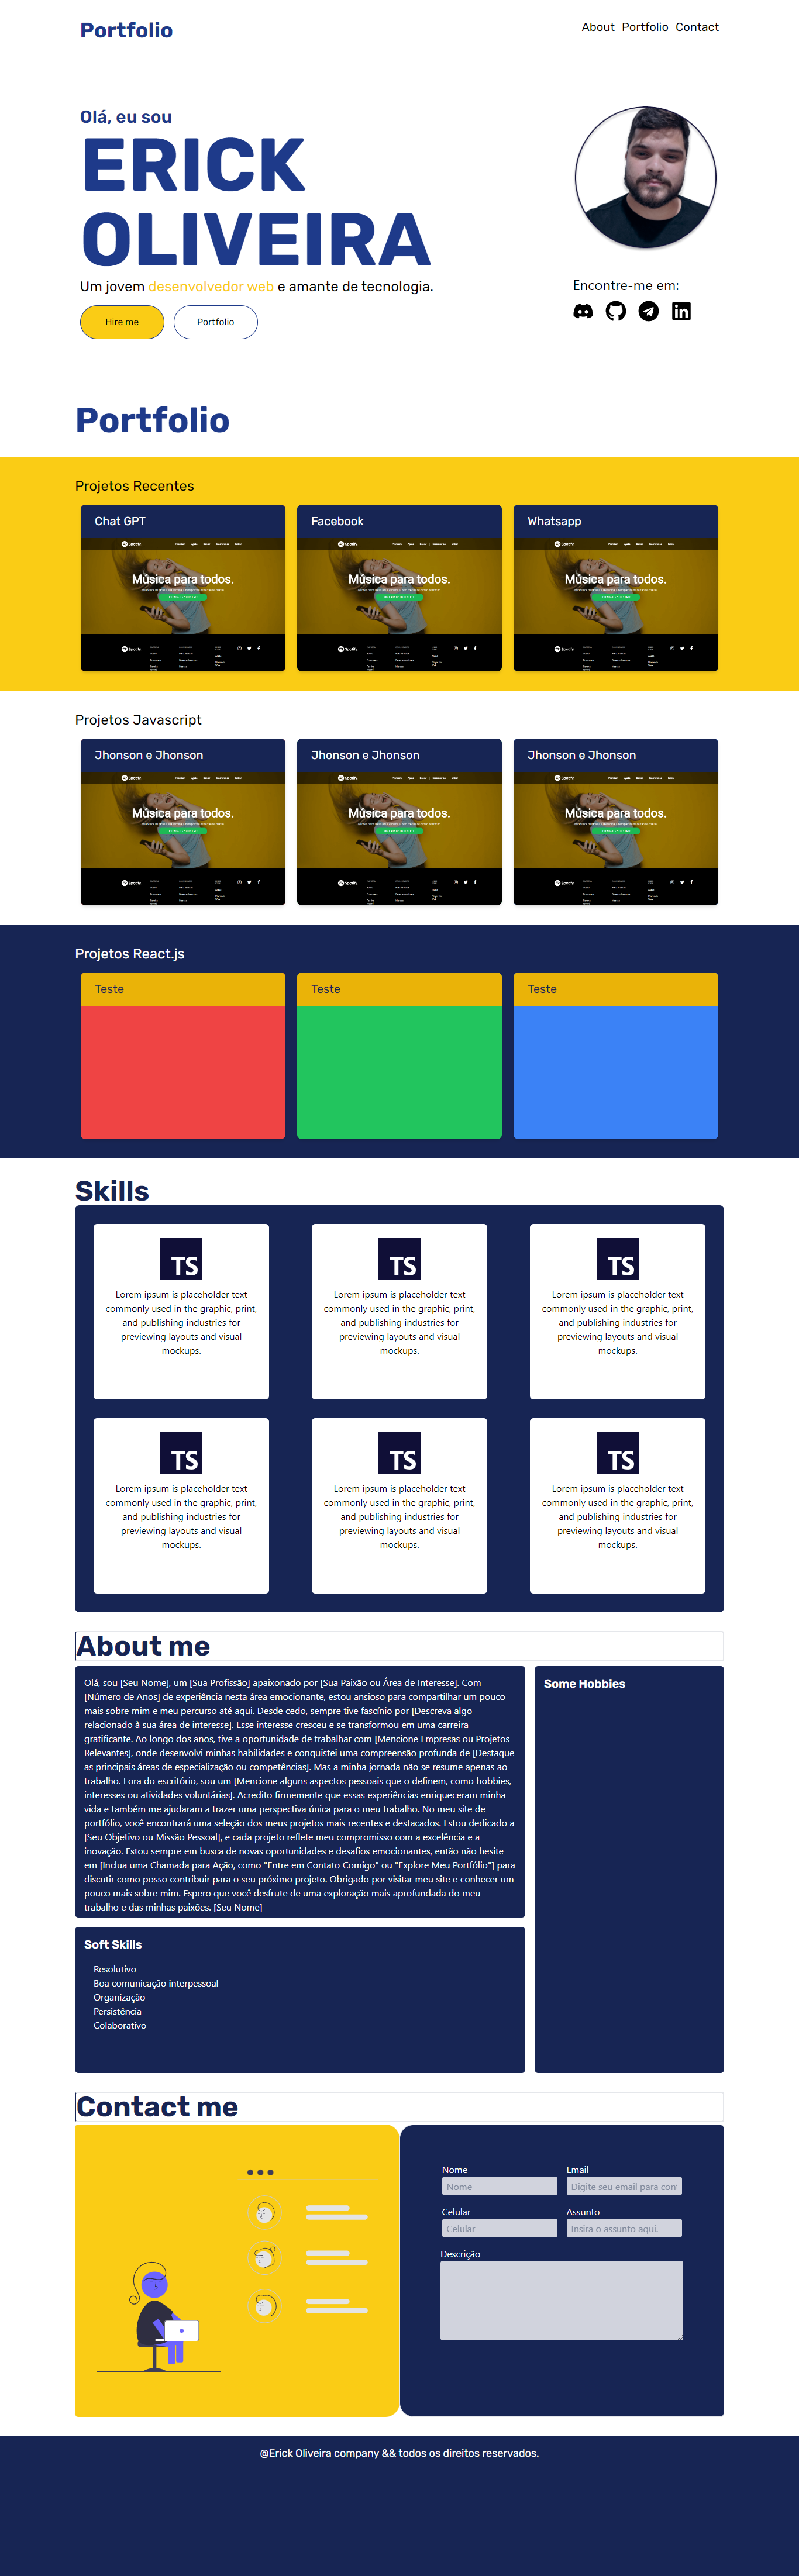 Portfolio
About Portfolio Contact
Olá, eu sou
ERICK
OLIVEIRA
Um jovem desenvolvedor web e amante de tecnologia.
Hire me
Portfolio
Encontre-me em:
Portfolio
Projetos Recentes
Chat GPT
Facebook
Whatsapp
Spotify
Música para todos.
Spotify
Spotify
Música para todos.
Spotify
Spotify
Música para todos.
Spotify
Projetos Javascript
Jhonson e Jhonson
Jhonson e Jhonson
Jhonson e Jhonson
Spotify
Música para todos.
Spotify
Spotify
Música para todos.
Spotify
Spotify
Música para todos.
Spotify
Projetos React.js
Teste
Teste
Teste
Skills
TS
Lorem ipsum is placeholder text
commonly used in the graphic, print,
and publishing industries for
previewing layouts and visual
mockups.
TS
Lorem ipsum is placeholder text
commonly used in the graphic, print,
and publishing industries for
previewing layouts and visual
mockups.
TS
Lorem ipsum is placeholder text
commonly used in the graphic, print,
and publishing industries for
previewing layouts and visual
mockups.
TS
Lorem ipsum is placeholder text
commonly used in the graphic, print,
and publishing industries for
previewing layouts and visual
mockups.
TS
Lorem ipsum is placeholder text
commonly used in the graphic, print,
and publishing industries for
previewing layouts and visual
mockups.
TS
Lorem ipsum is placeholder text
commonly used in the graphic, print,
and publishing industries for
previewing layouts and visual
mockups.
About me
Olá, sou [Seu Nome], um [Sua Profissão] apaixonado por [Sua Paixão ou Área de Interesse]. Com
[Número de Anos] de experiência nesta área emocionante, estou ansioso para compartilhar um pouco
mais sobre mim e meu percurso até aqui. Desde cedo, sempre tive fascínio por [Descreva algo
relacionado à sua área de interesse]. Esse interesse cresceu e se transformou em uma carreira
gratificante. Ao longo dos anos, tive a oportunidade de trabalhar com [Mencione Empresas ou Projetos
Relevantes], onde desenvolvi minhas habilidades e conquistei uma compreensão profunda de [Destaque
as principais áreas de especialização ou competências]. Mas a minha jornada não se resume apenas ao
trabalho. Fora do escritório, sou um [Mencione alguns aspectos pessoais que o definem, como hobbies,
interesses ou atividades voluntárias]. Acredito firmemente que essas experiências enriqueceram minha
vida e também me ajudaram a trazer uma perspectiva única para o meu trabalho. No meu site de
portfólio, você encontrará uma seleção dos meus projetos mais recentes e destacados. Estou dedicado a
[Seu Objetivo ou Missão Pessoal], e cada projeto reflete meu compromisso com a excelência e a
inovação. Estou sempre em busca de novas oportunidades e desafios emocionantes, então não hesite
em [Inclua uma Chamada para Ação, como "Entre em Contato Comigo" ou "Explore Meu Portfólio"] para
discutir como posso contribuir para o seu próximo projeto. Obrigado por visitar meu site e conhecer um
pouco mais sobre mim. Espero que você desfrute de uma exploração mais aprofundada do meu
trabalho e das minhas paixões. [Seu Nome]
Some Hobbies
Soft Skills
Resolutivo
Boa comunicação interpessoal
Organização
Persistência
Colaborativo
Contact me
Nome
Email
Nome
Digite seu email para cont
Celular
Assunto
Celular
Insira o assunto aqui.
Descrição
@Erick Oliveira company && todos os direitos reservados.